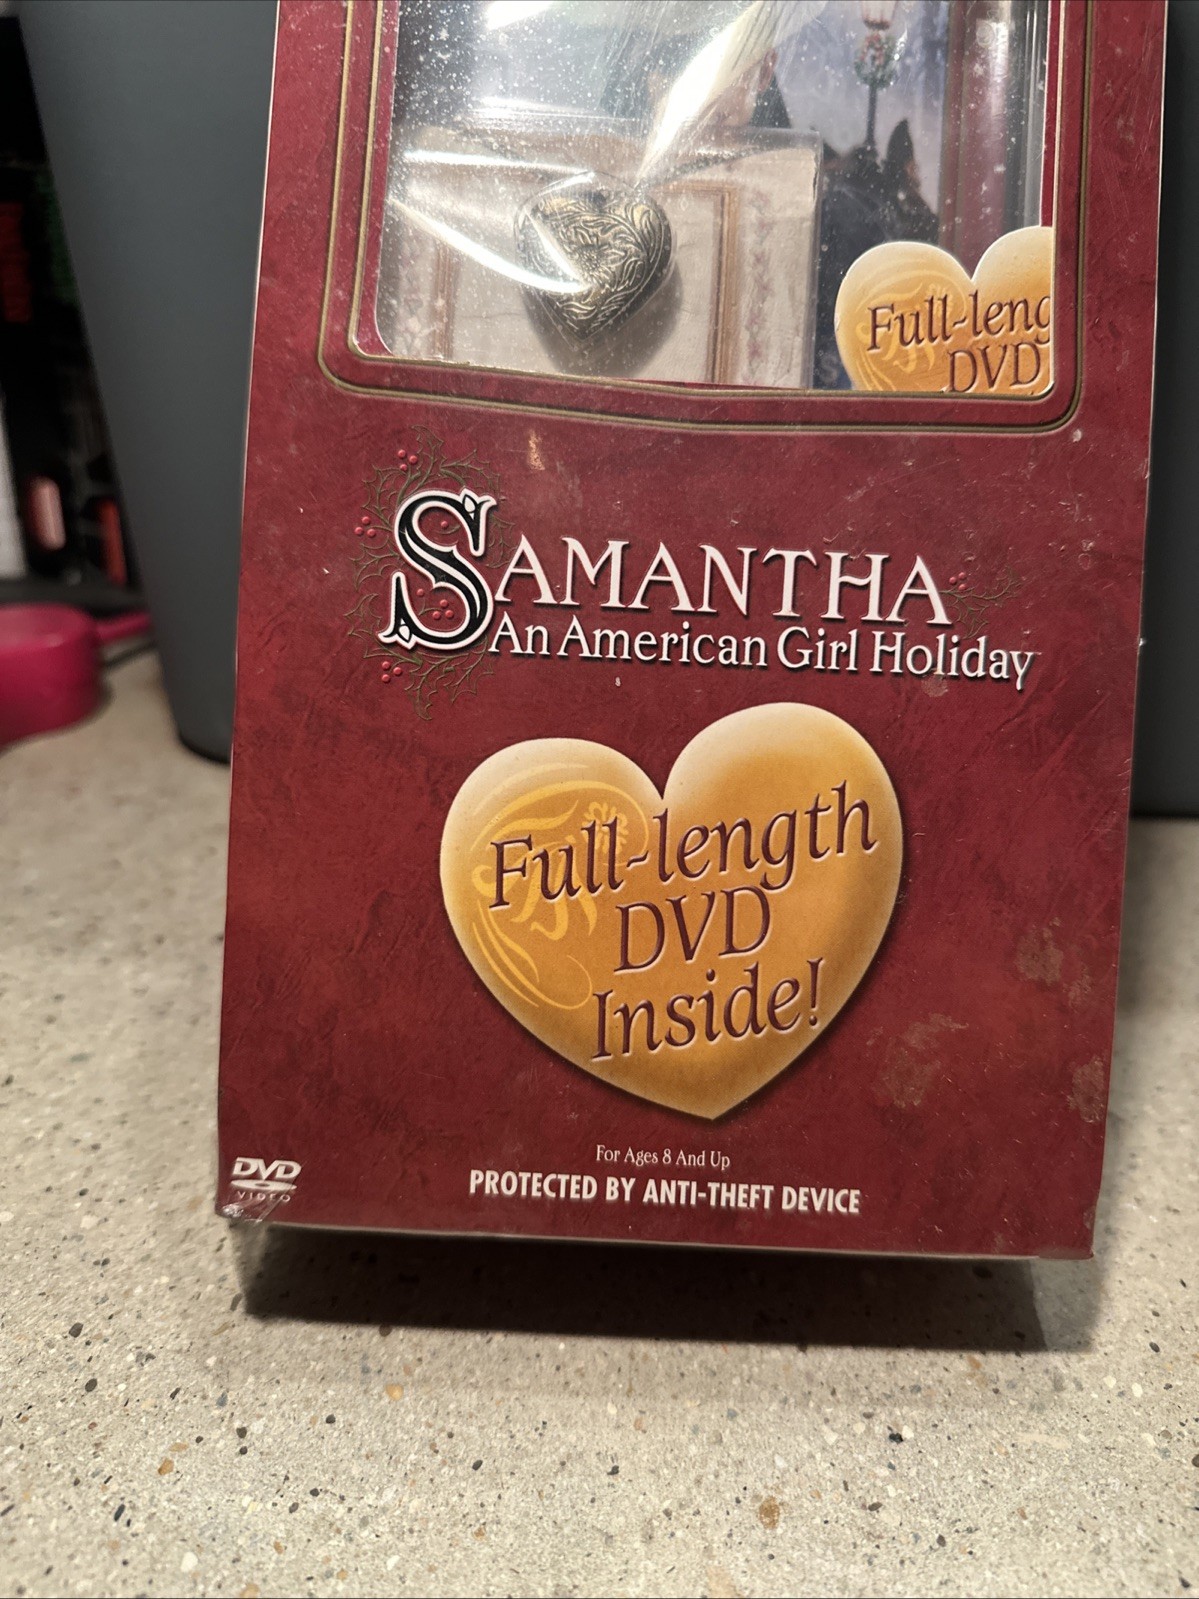 Full-leng
DVD
SAMANTHA
An American Girl Holiday
Full-length
DVD
Inside!
For Ages 8 And Up
PROTECTED BY ANTI-THEFT DEVICE
DVD
VIDEO